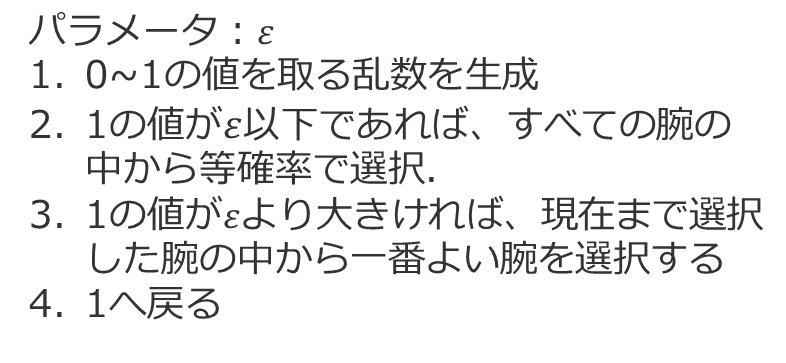 パラメータ：ε
1. 0~1の値を取る乱数を生成
2. 1の値がε以下であれば、すべての腕の
中から等確率で選択.
3. 1の値がεより大きければ、現在まで選択
した腕の中から一番よい腕を選択する
4. 1へ戻る